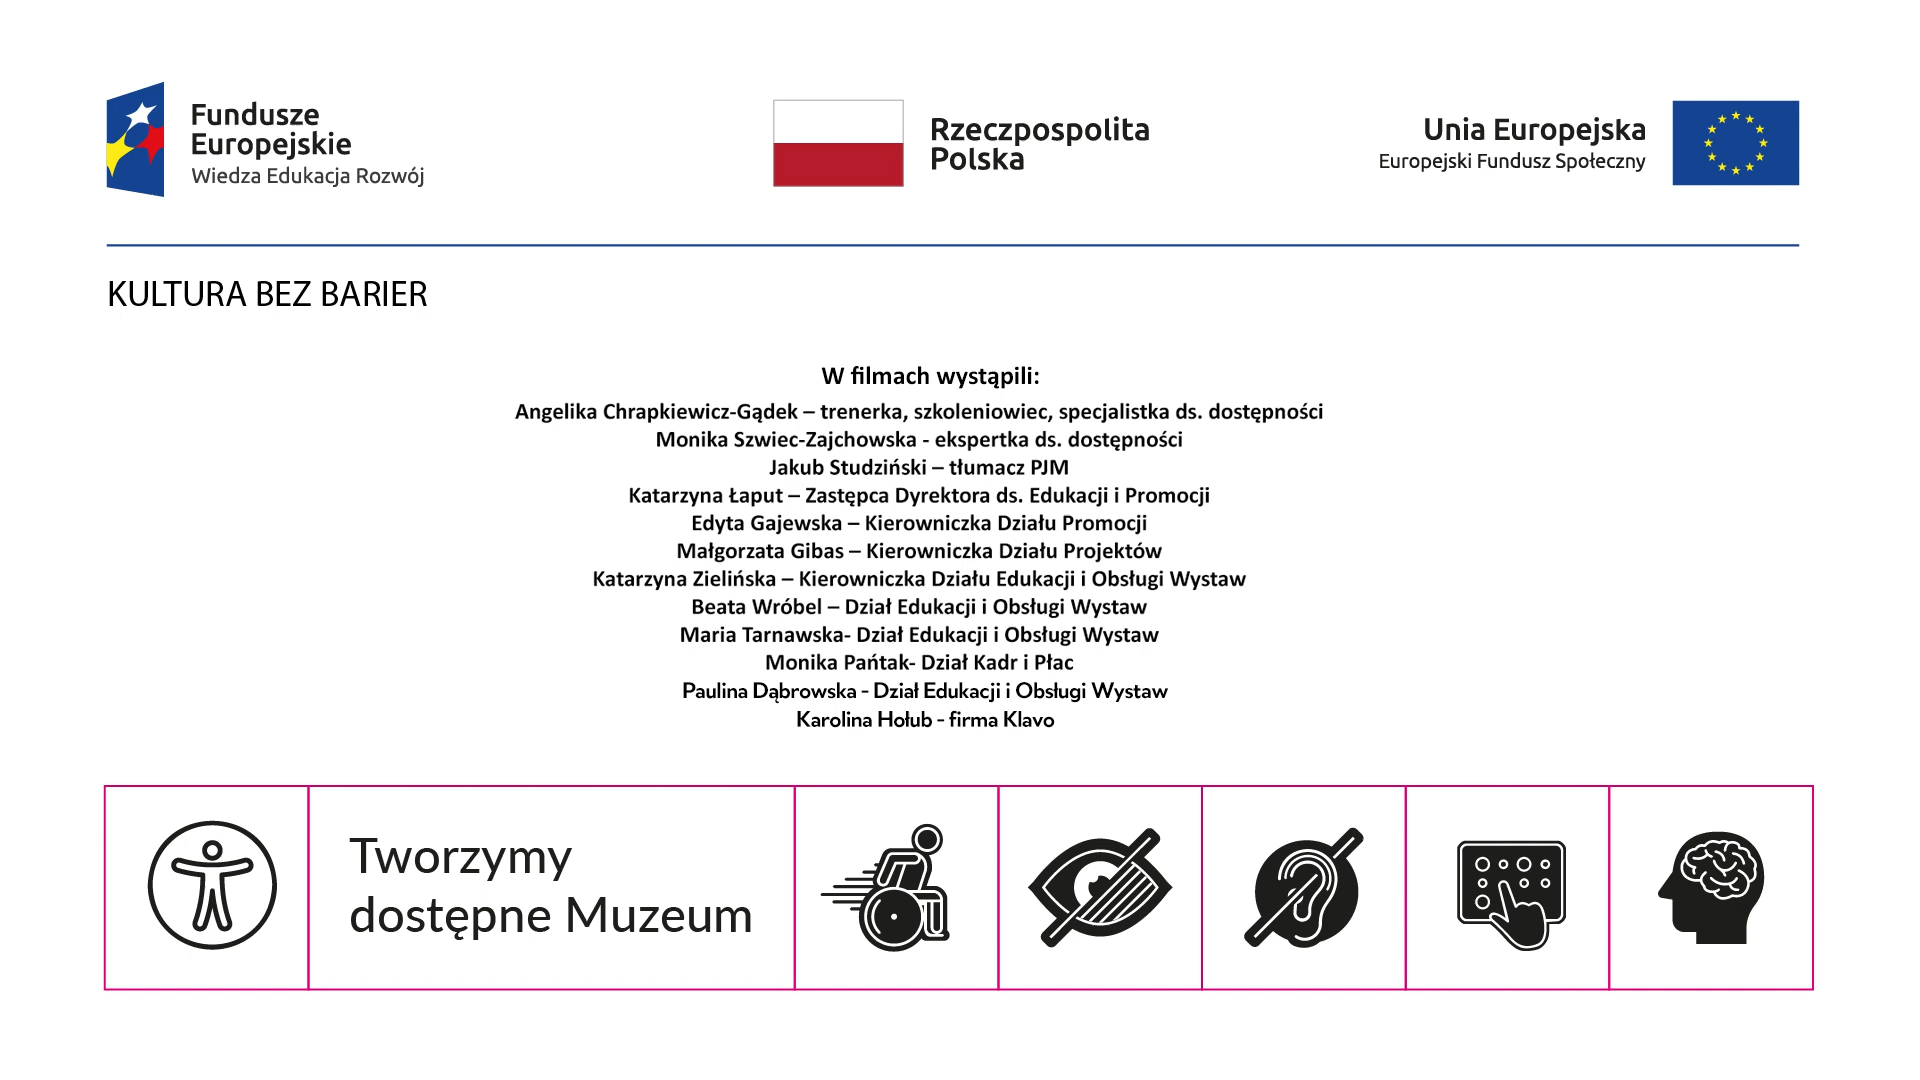 Fundusze
Europejskie
Wiedza Edukacja Rozwój
Rzeczpospolita
Polska
Unia Europejska
Europejski Fundusz Społeczny
KULTURA BEZ BARIER
W filmach wystąpili:
Angelika Chrapkiewicz-Gądek – trenerka, szkoleniowiec, specjalistka ds. dostępności
Monika Szwiec-Zajchowska - ekspertka ds. dostępności
Jakub Studziński – tłumacz PJM
Katarzyna Łaput – Zastępca Dyrektora ds. Edukacji i Promocji
Edyta Gajewska – Kierowniczka Działu Promocji
Małgorzata Gibas – Kierowniczka Działu Projektów
Katarzyna Zielińska – Kierowniczka Działu Edukacji i Obsługi Wystaw
Beata Wróbel – Dział Edukacji i Obsługi Wystaw
Maria Tarnawska- Dział Edukacji i Obsługi Wystaw
Monika Pańtak- Dział Kadr i Płac
Paulina Dąbrowska - Dział Edukacji i Obsługi Wystaw
Karolina Hołub - firma Klavo
Tworzymy
dostępne Muzeum